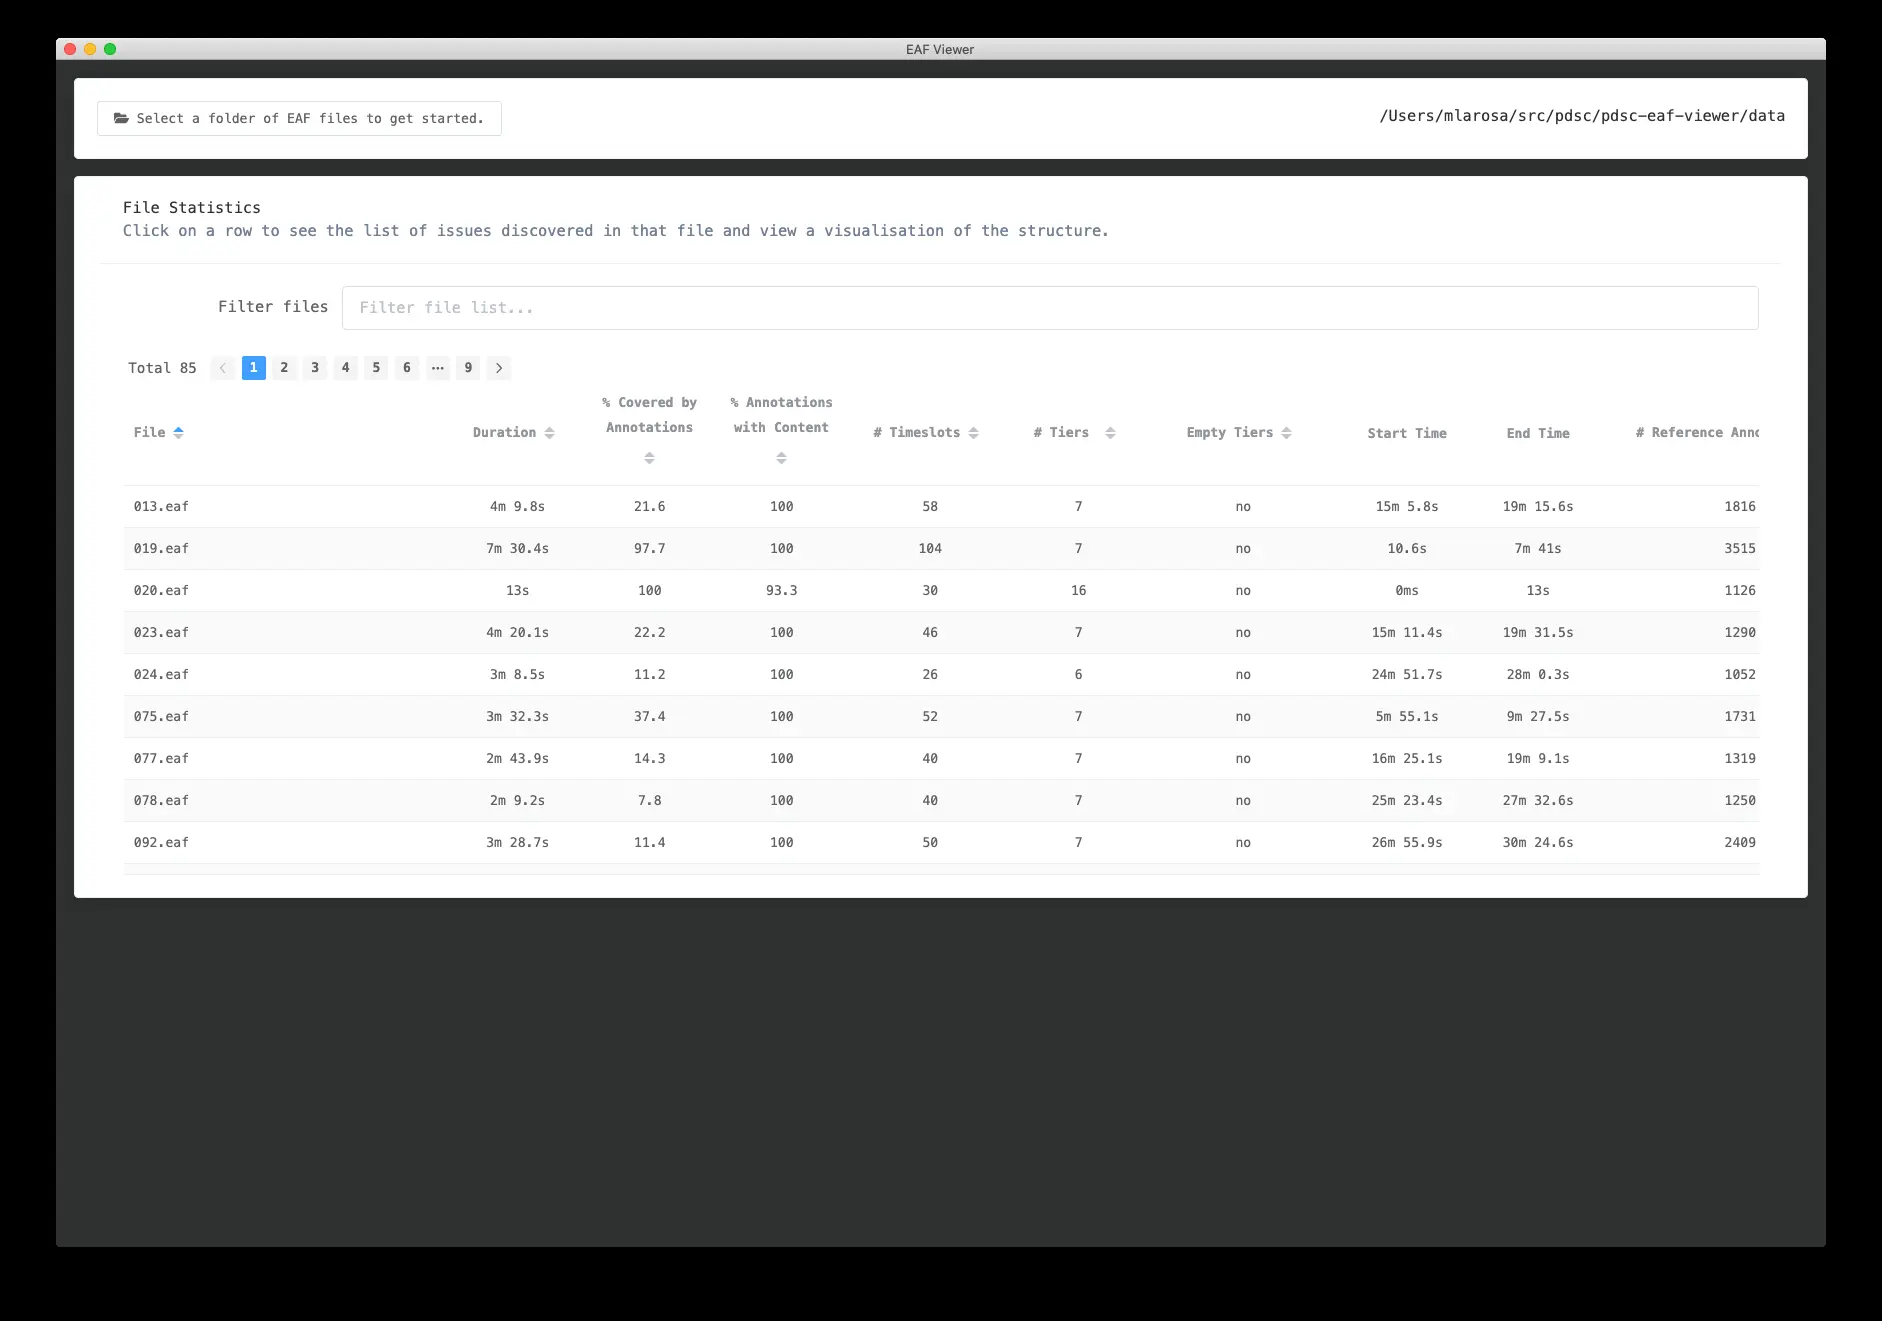 EAF Viewer
Select a folder of EAF files to get started.
/Users/mlarosa/src/pdsc/pdsc-eaf-viewer/data
File Statistics
Click on a row to see the list of issues discovered in that file and view a visualisation of the structure.
Filter files Filter file list...
Total 85 1 2 3 4 5 6 ··· 9
File Duration % Covered by Annotations % Annotations with Content # Timeslots # Tiers Empty Tiers Start Time End Time # Reference Anno
013.eaf 4m 9.8s 21.6 100 58 7 no 15m 5.8s 19m 15.6s 1816
019.eaf 7m 30.4s 97.7 100 104 7 no 10.6s 7m 41s 3515
020.eaf 13s 100 93.3 30 16 no 0ms 13s 1126
023.eaf 4m 20.1s 22.2 100 46 7 no 15m 11.4s 19m 31.5s 1290
024.eaf 3m 8.5s 11.2 100 26 6 no 24m 51.7s 28m 0.3s 1052
075.eaf 3m 32.3s 37.4 100 52 7 no 5m 55.1s 9m 27.5s 1731
077.eaf 2m 43.9s 14.3 100 40 7 no 16m 25.1s 19m 9.1s 1319
078.eaf 2m 9.2s 7.8 100 40 7 no 25m 23.4s 27m 32.6s 1250
092.eaf 3m 28.7s 11.4 100 50 7 no 26m 55.9s 30m 24.6s 2409